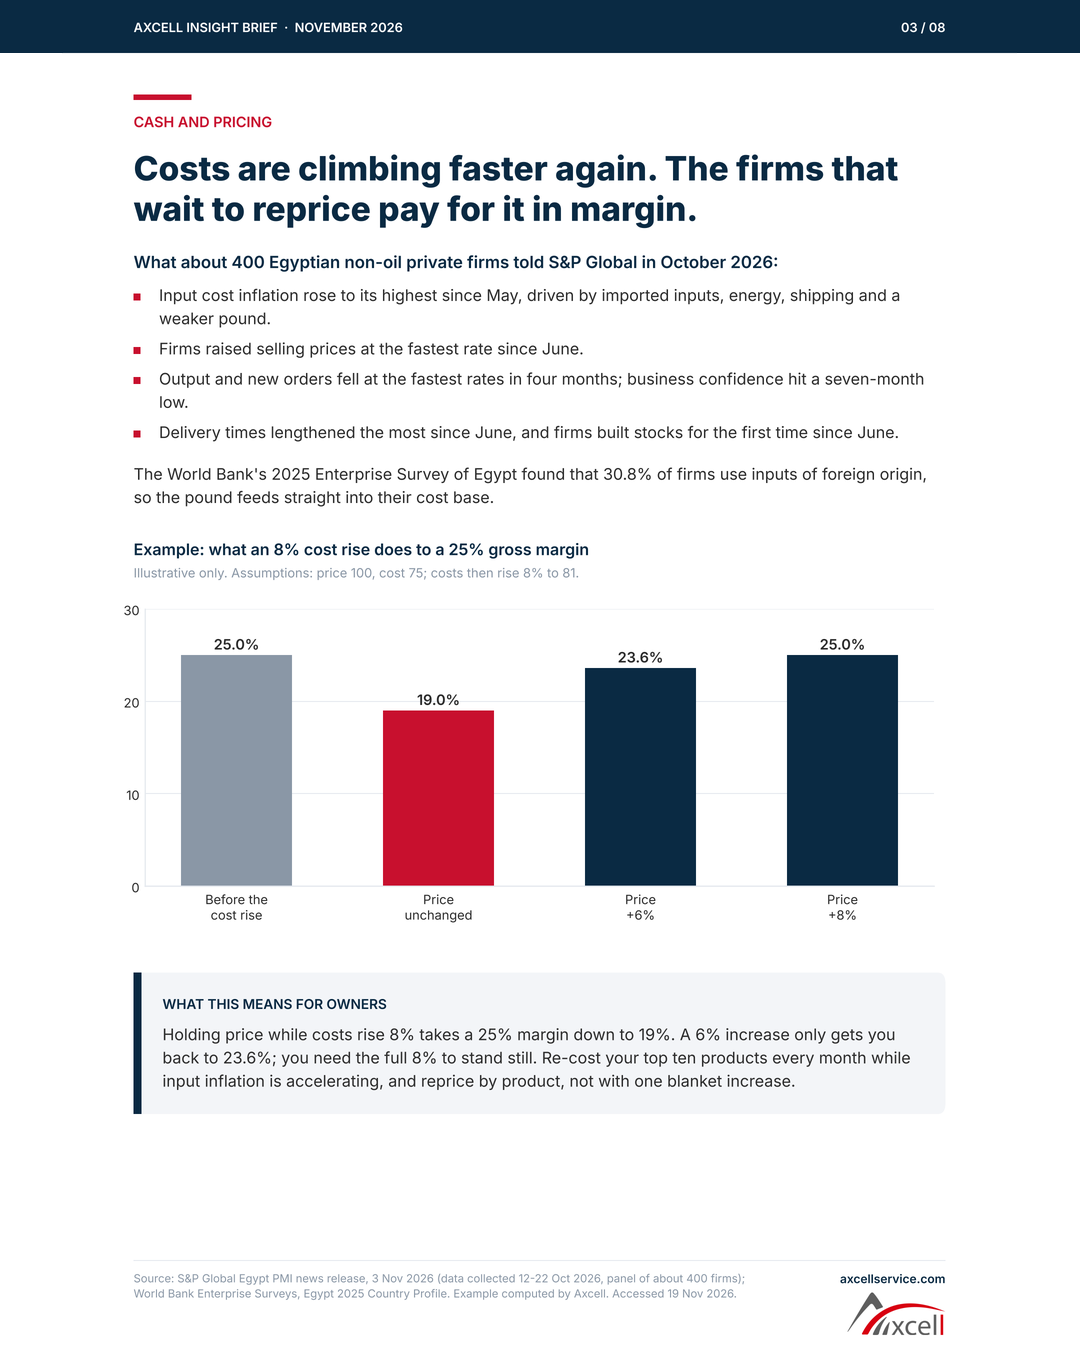 AXCELL INSIGHT BRIEF · NOVEMBER 2026
03 / 08
CASH AND PRICING
Costs are climbing faster again. The firms that
wait to reprice pay for it in margin.
What about 400 Egyptian non-oil private firms told S&P Global in October 2026:
Input cost inflation rose to its highest since May, driven by imported inputs, energy, shipping and a
weaker pound.
Firms raised selling prices at the fastest rate since June.
Output and new orders fell at the fastest rates in four months; business confidence hit a seven-month
low.
Delivery times lengthened the most since June, and firms built stocks for the first time since June.
The World Bank's 2025 Enterprise Survey of Egypt found that 30.8% of firms use inputs of foreign origin,
so the pound feeds straight into their cost base.
Example: what an 8% cost rise does to a 25% gross margin
Illustrative only. Assumptions: price 100, cost 75; costs then rise 8% to 81.
30
20
10
0
25.0%
19.0%
23.6%
25.0%
Before the
cost rise
Price
unchanged
Price
+6%
Price
+8%
WHAT THIS MEANS FOR OWNERS
Holding price while costs rise 8% takes a 25% margin down to 19%. A 6% increase only gets you
back to 23.6%; you need the full 8% to stand still. Re-cost your top ten products every month while
input inflation is accelerating, and reprice by product, not with one blanket increase.
Source: S&P Global Egypt PMI news release, 3 Nov 2026 (data collected 12-22 Oct 2026, panel of about 400 firms);
World Bank Enterprise Surveys, Egypt 2025 Country Profile. Example computed by Axcell. Accessed 19 Nov 2026.
axcellservice.com
Axcell